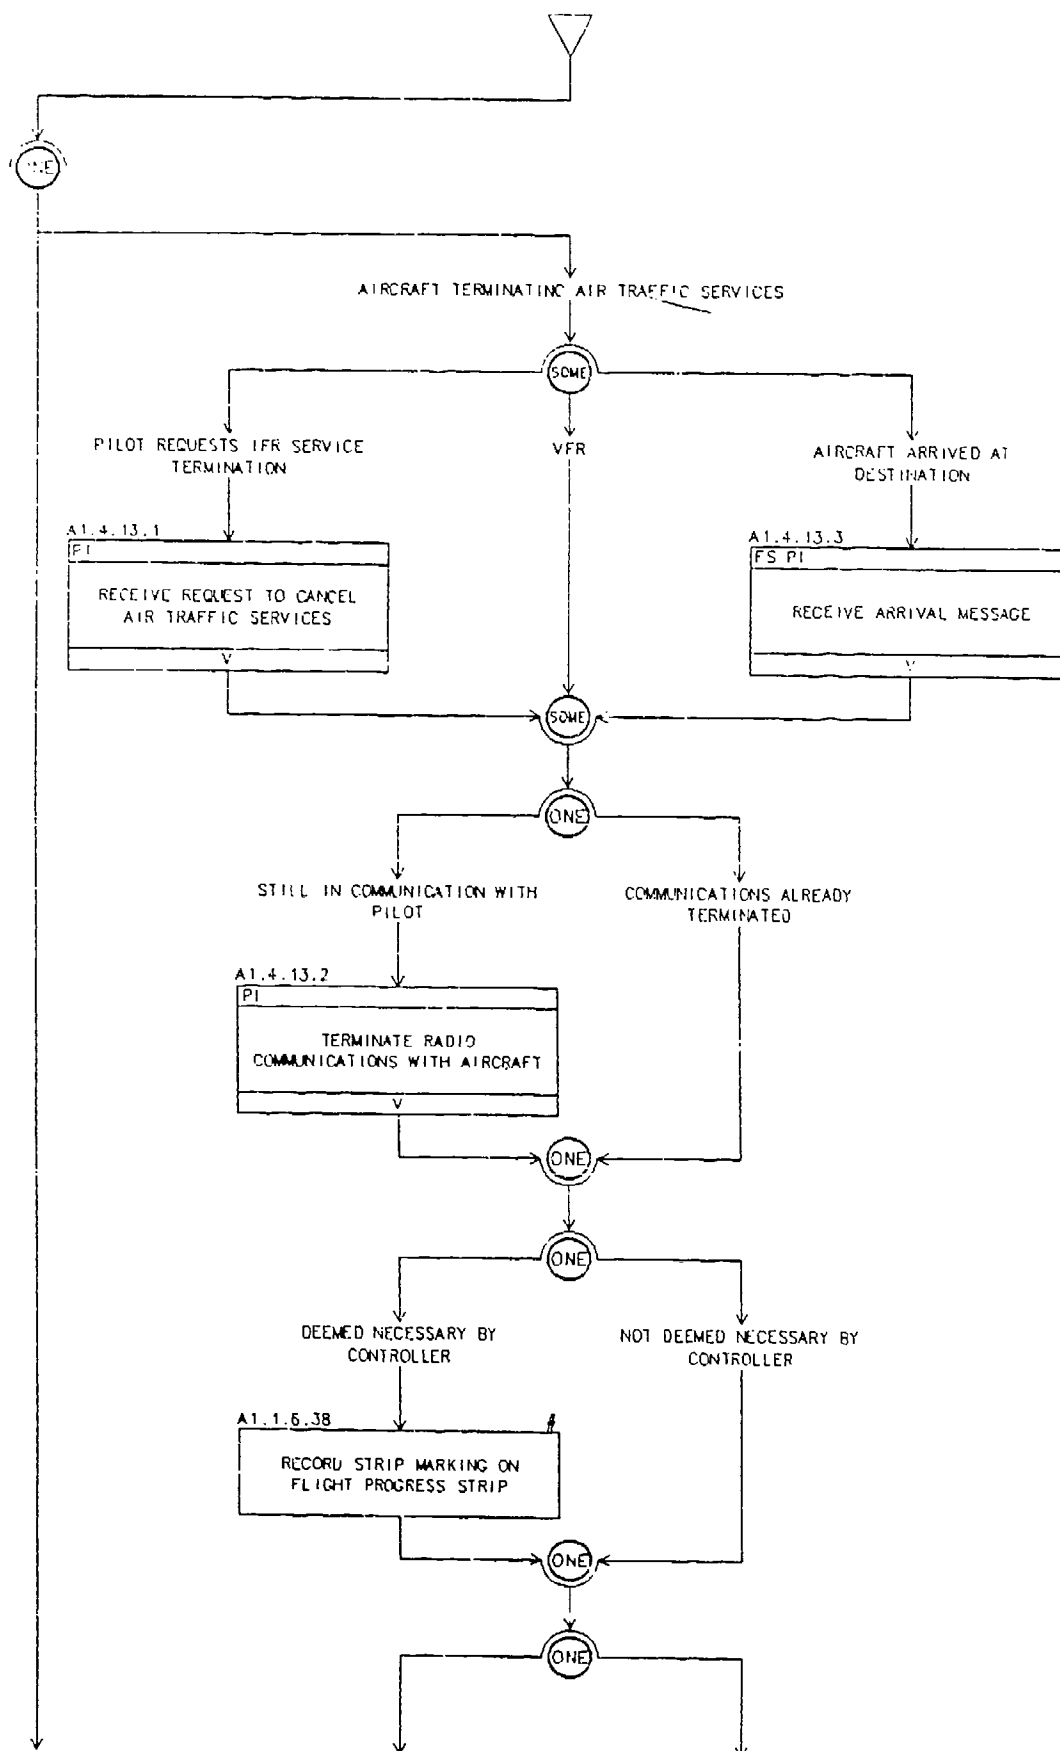 ONE
AIRCRAFT TERMINATING AIR TRAFFIC SERVICES
SOME
PILOT REQUESTS IFR SERVICE
TERMINATION
VFR
AIRCRAFT ARRIVED AT
DESTINATION
A1.4.13.1
PI
RECEIVE REQUEST TO CANCEL
AIR TRAFFIC SERVICES
A1.4.13.3
FS PI
RECEIVE ARRIVAL MESSAGE
SOME
ONE
STILL IN COMMUNICATION WITH
PILOT
COMMUNICATIONS ALREADY
TERMINATED
A1.4.13.2
PI
TERMINATE RADIO
COMMUNICATIONS WITH AIRCRAFT
ONE
ONE
DEEMED NECESSARY BY
CONTROLLER
NOT DEEMED NECESSARY BY
CONTROLLER
A1.1.6.38
RECORD STRIP MARKING ON
FLIGHT PROGRESS STRIP
ONE
ONE